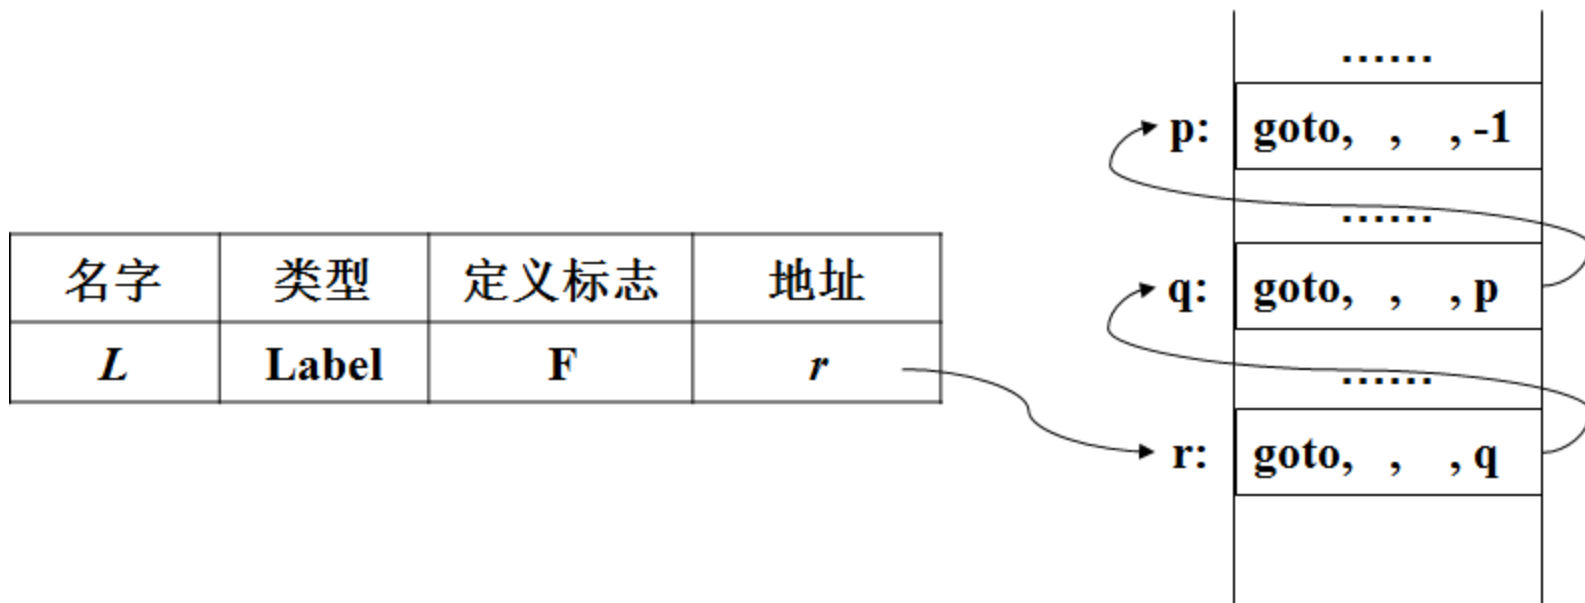 名字 类型 定义标志 地址
L Label F r
......
p: goto, , , -1
......
q: goto, , , p
......
r: goto, , , q